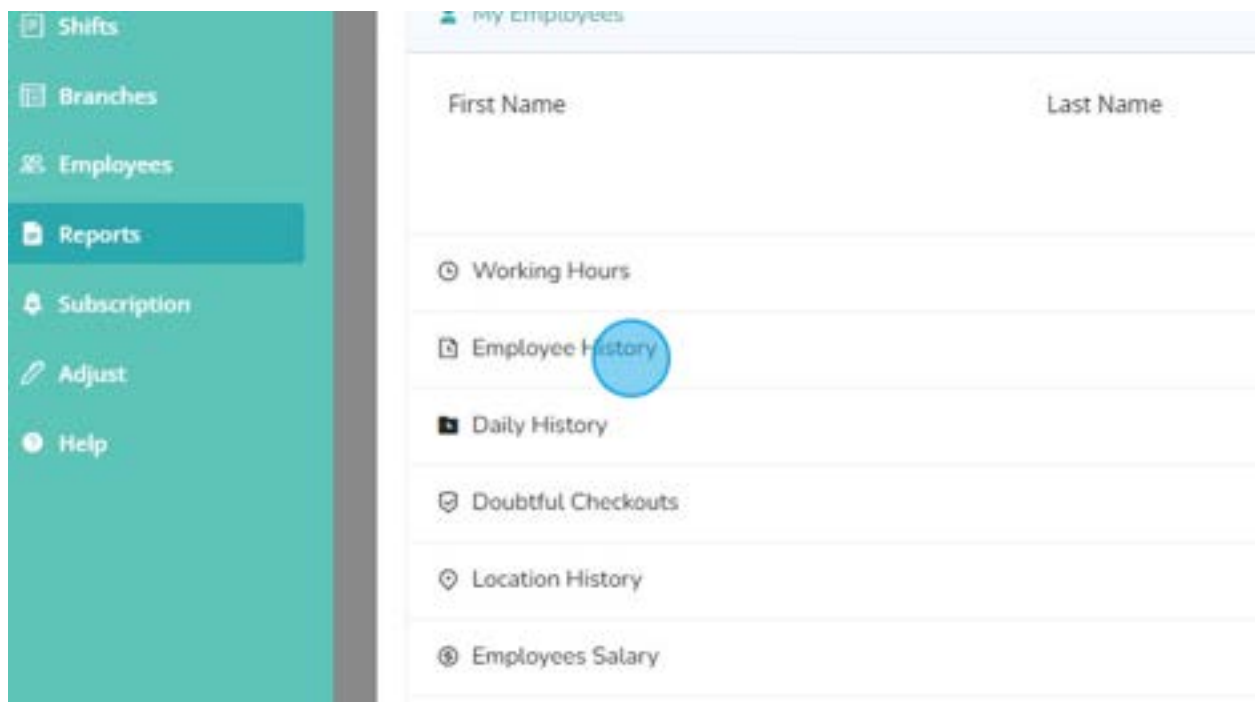 Shifts
Branches
Employees
Reports
Subscription
Adjust
Help
My Employees
First Name
Last Name
Working Hours
Employee History
Daily History
Doubtful Checkouts
Location History
Employees Salary